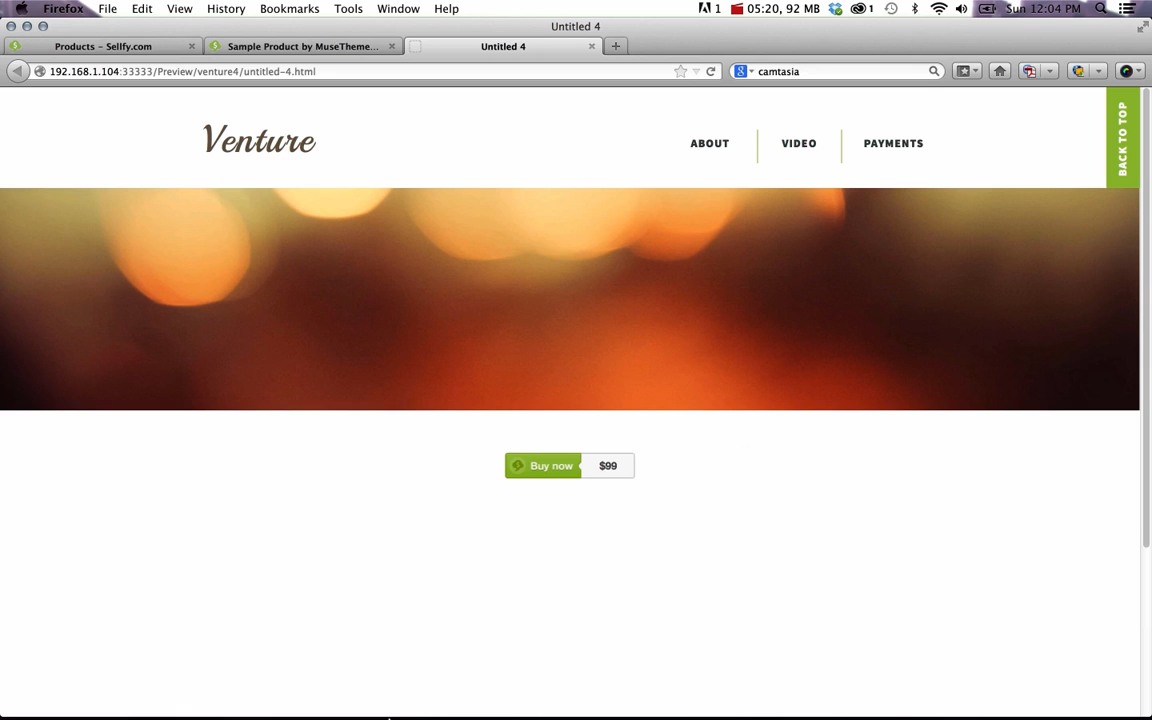 Firefox File Edit View History Bookmarks Tools Window Help 1 05:20, 92 MB 1 Sun 12:04 PM
Untitled 4
Products – Sellfy.com Sample Product by MuseTheme... Untitled 4
192.168.1.104:33333/Preview/venture4/untitled-4.html camtasia
Venture
ABOUT VIDEO PAYMENTS
BACK TO TOP
Buy now $99